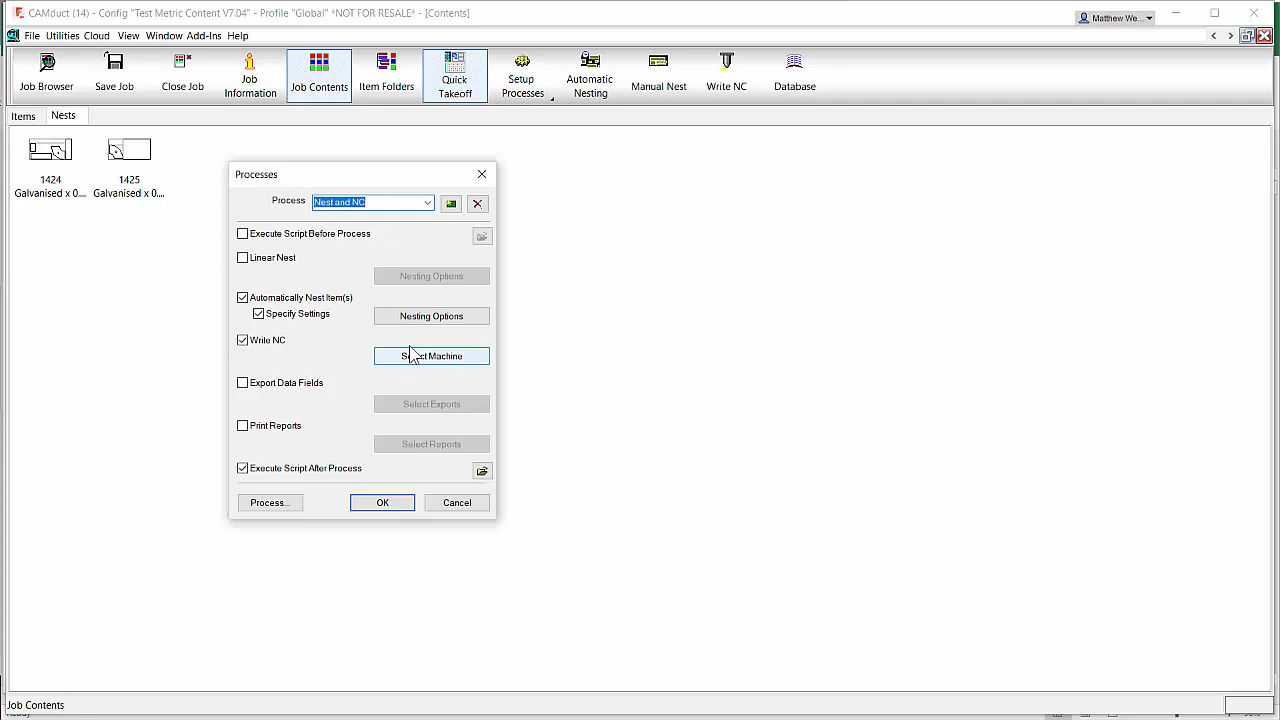 CAMduct (14) - Config "Test Metric Content V7.04" - Profile "Global" *NOT FOR RESALE* - [Contents]
Matthew We...
File Utilities Cloud View Window Add-Ins Help
Job Browser
Save Job
Close Job
Job Information
Job Contents
Item Folders
Quick Takeoff
Setup Processes
Automatic Nesting
Manual Nest
Write NC
Database
Items Nests
1424
Galvanised x 0...
1425
Galvanised x 0...
Processes
Process Nest and NC
Execute Script Before Process
Linear Nest
Nesting Options
Automatically Nest Item(s)
Specify Settings
Nesting Options
Write NC
Select Machine
Export Data Fields
Select Exports
Print Reports
Select Reports
Execute Script After Process
Process... OK Cancel
Job Contents